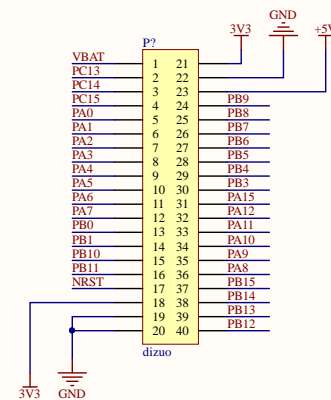 GND
3V3 +5V
P?
VBAT 1 21
PC13 2 22
PC14 3 23
PC15 4 24 PB9
PA0 5 25 PB8
PA1 6 26 PB7
PA2 7 27 PB6
PA3 8 28 PB5
PA4 9 29 PB4
PA5 10 30 PB3
PA6 11 31 PA15
PA7 12 32 PA12
PB0 13 33 PA11
PB1 14 34 PA10
PB10 15 35 PA9
PB11 16 36 PA8
NRST 17 37 PB15
18 38 PB14
19 39 PB13
20 40 PB12
dizuo
3V3 GND